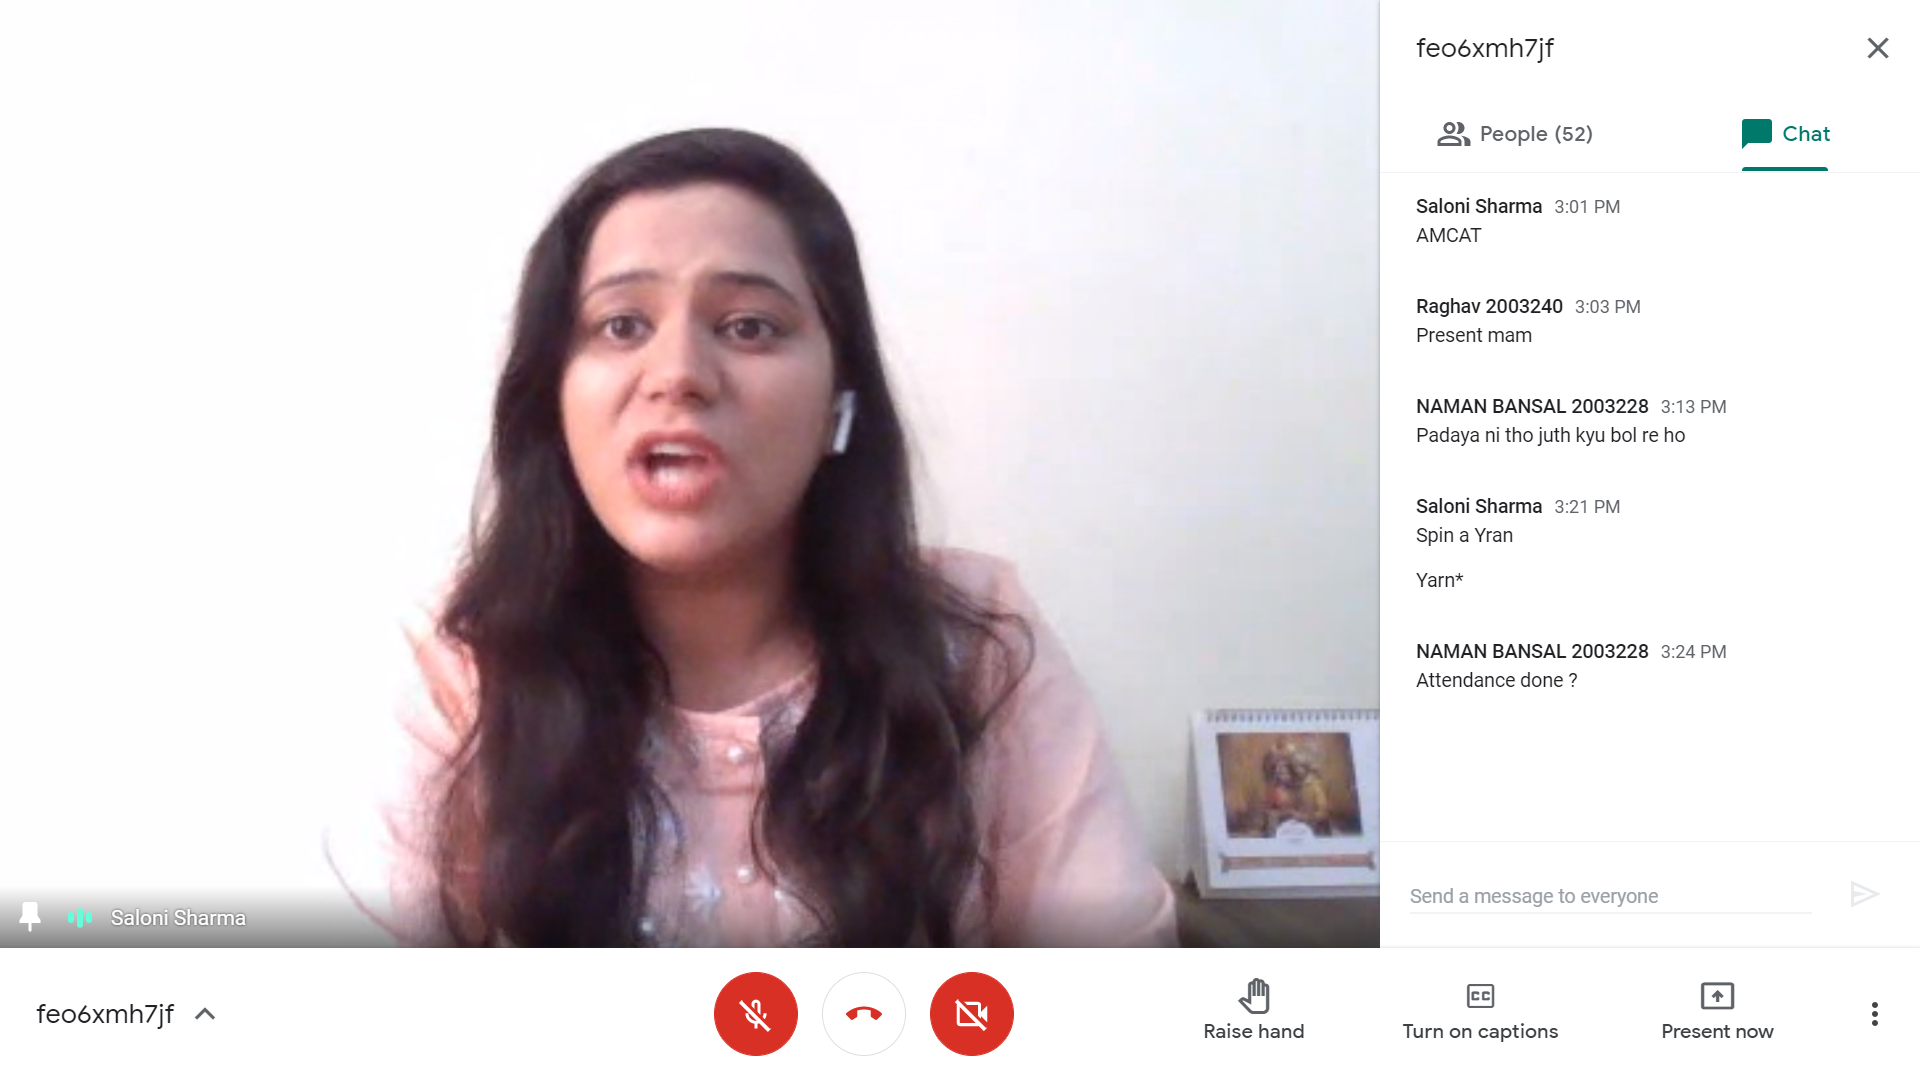 feo6xmh7jf
People (52)
Chat
Saloni Sharma 3:01 PM
AMCAT
Raghav 2003240 3:03 PM
Present mam
NAMAN BANSAL 2003228 3:13 PM
Padaya ni tho juth kyu bol re ho
Saloni Sharma 3:21 PM
Spin a Yran
Yarn*
NAMAN BANSAL 2003228 3:24 PM
Attendance done ?
Send a message to everyone
Saloni Sharma
feo6xmh7jf
Raise hand
CC
Turn on captions
Present now